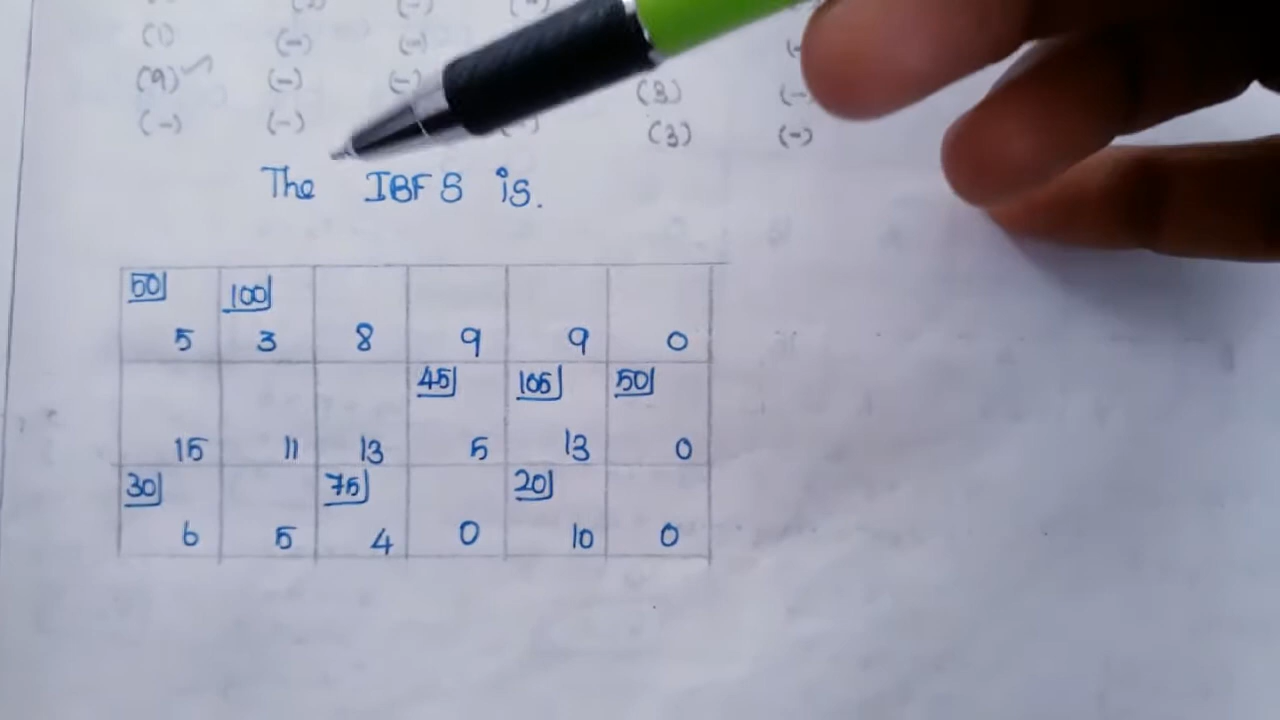 (-) (-)
(9) ✓ (-) (-) (3)
(-) (-) (3) (-)
The IBFS is.
50 100
5 3 8 9 9 0
45 105 50
15 11 13 5 13 0
30 75 20
6 5 4 0 10 0